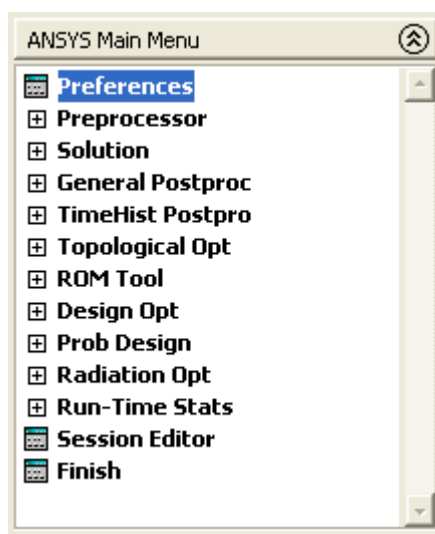 ANSYS Main Menu
Preferences
Preprocessor
Solution
General Postproc
TimeHist Postpro
Topological Opt
ROM Tool
Design Opt
Prob Design
Radiation Opt
Run-Time Stats
Session Editor
Finish